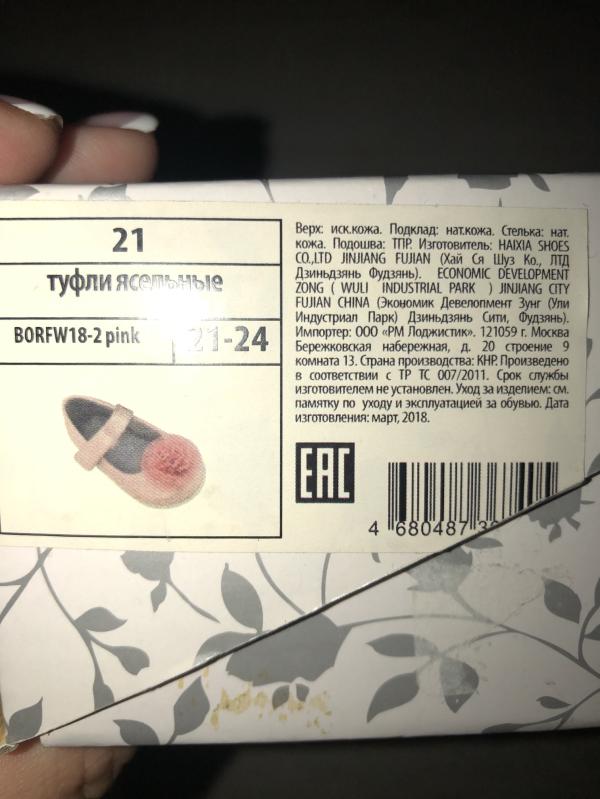 21
туфли ясельные
BORFW18-2 pink
21-24
Верх: иск.кожа. Подклад: нат.кожа. Стелька: нат.
кожа. Подошва: ТПР. Изготовитель: HAIXIA SHOES
CO.,LTD JINJIANG FUJIAN (Хай Ся Шуз Ко., ЛТД
Дзиньдзянь Фудзянь). ECONOMIC DEVELOPMENT
ZONG ( WULI INDUSTRIAL PARK ) JINJIANG CITY
FUJIAN CHINA (Экономик Девелопмент Зунг (Ули
Индустриал Парк) Дзиньдзянь Сити, Фудзянь).
Импортер: ООО «РМ Лоджистик». 121059 г. Москва
Бережковская набережная, д. 20 строение 9
комната 13. Страна производства: КНР. Произведено
в соответствии с ТР ТС 007/2011. Срок службы
изготовителем не установлен. Уход за изделием: см.
памятку по уходу и эксплуатацией за обувью. Дата
изготовления: март, 2018.
EAC
4 680487